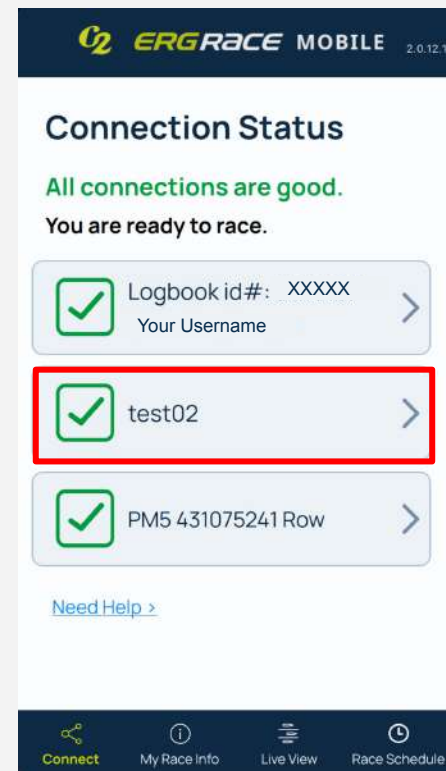 C2 ERGRACE MOBILE 2.0.12.1
Connection Status
All connections are good.
You are ready to race.
Logbook id#: XXXXX
Your Username
test02
PM5 431075241 Row
Need Help >
Connect My Race Info Live View Race Schedule